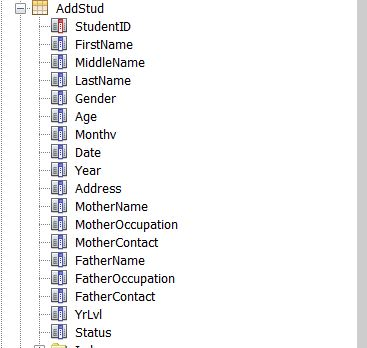 AddStud
StudentID
FirstName
MiddleName
LastName
Gender
Age
Monthv
Date
Year
Address
MotherName
MotherOccupation
MotherContact
FatherName
FatherOccupation
FatherContact
YrLvl
Status